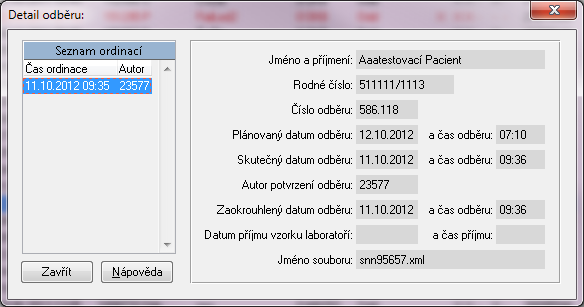 Detail odběru:
Seznam ordinací
Čas ordinace Autor
11.10.2012 09:35 23577
Zavřít Nápověda
Jméno a příjmení: Aaatestovací Pacient
Rodné číslo: 511111/1113
Číslo odběru: 586.118
Plánovaný datum odběru: 12.10.2012 a čas odběru: 07:10
Skutečný datum odběru: 11.10.2012 a čas odběru: 09:36
Autor potvrzení odběru: 23577
Zaokrouhlený datum odběru: 11.10.2012 a čas odběru: 09:36
Datum příjmu vzorku laboratoří: a čas příjmu:
Jméno souboru: snn95657.xml